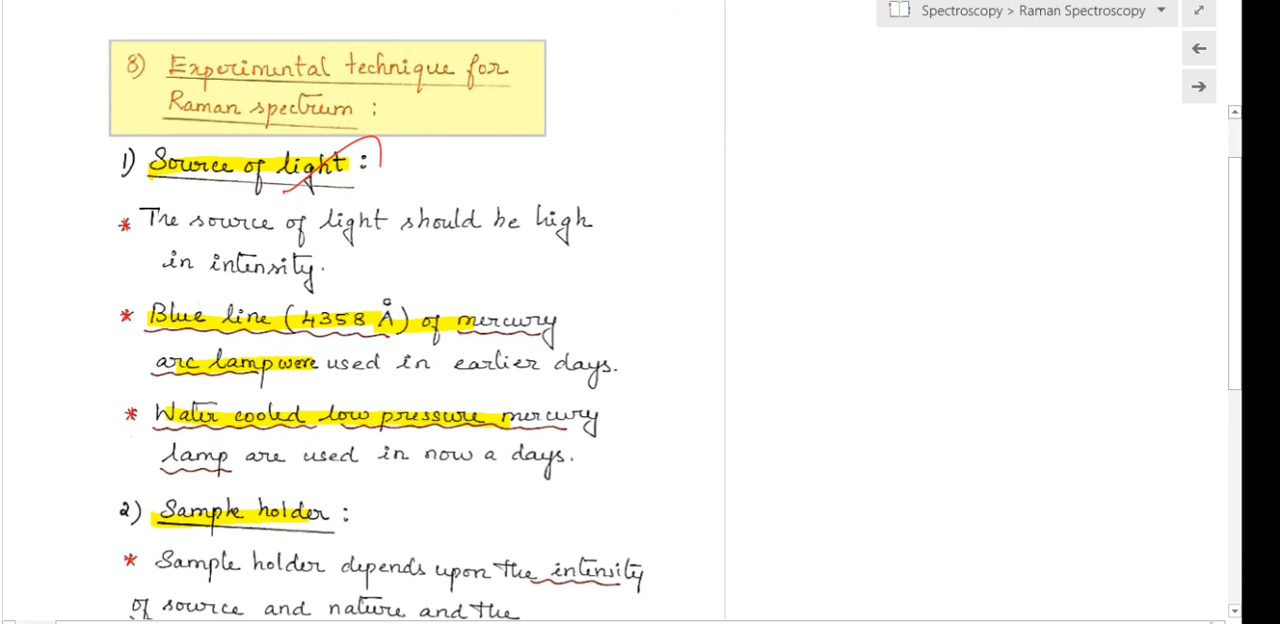 Spectroscopy > Raman Spectroscopy
8) Experimental technique for
Raman spectrum :
1) Source of light :
* The source of light should be high
in intensity.
* Blue line (4358 Å) of mercury
arc lamp were used in earlier days.
* Water cooled low pressure mercury
lamp are used in now a days.
2) Sample holder :
* Sample holder depends upon the intensity
of source and nature and the